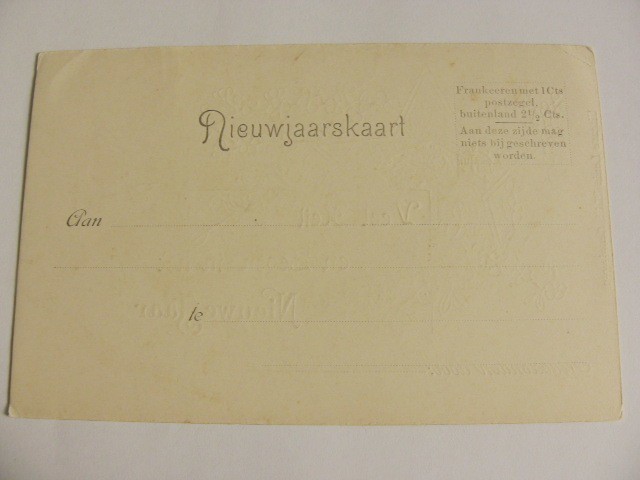 Nieuwjaarskaart
Frankeeren met 1 Cts
postzegel,
buitenland 2½ Cts.
Aan deze zijde mag
niets bij geschreven
worden.
Aan
te